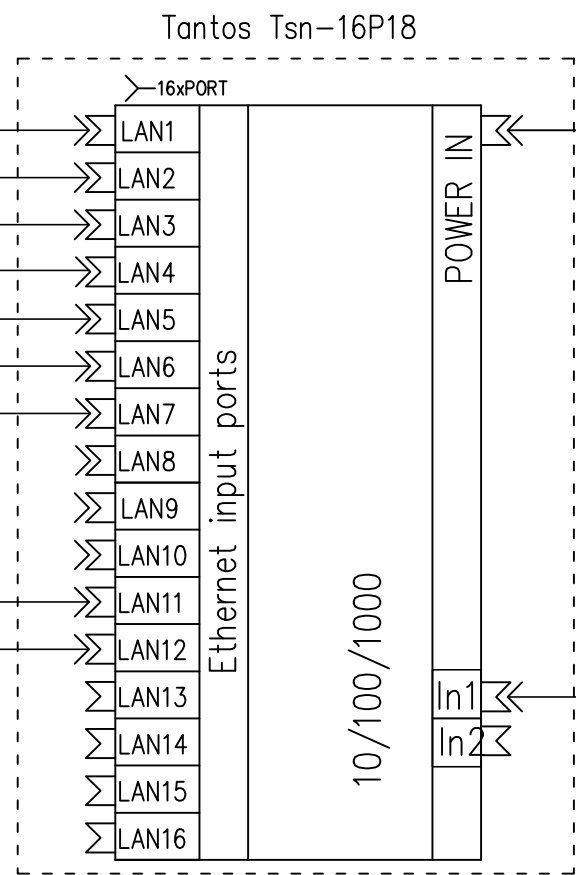 Tantos Tsn-16P18
16xPORT
LAN1
LAN2
LAN3
LAN4
LAN5
LAN6
LAN7
LAN8
LAN9
LAN10
LAN11
LAN12
LAN13
LAN14
LAN15
LAN16
Ethernet input ports
10/100/1000
POWER IN
In1
In2